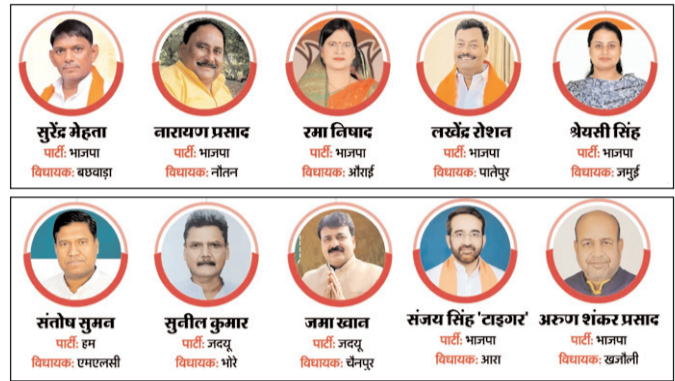 सुरेंद्र मेहता
पार्टी: भाजपा
विधायक: बछवाड़ा
नारायण प्रसाद
पार्टी: भाजपा
विधायक: नौतन
रमा निषाद
पार्टी: भाजपा
विधायक: औराई
लखेंद्र रोशन
पार्टी: भाजपा
विधायक: पातेपुर
श्रेयसी सिंह
पार्टी: भाजपा
विधायक: जमुई
संतोष सुमन
पार्टी: हम
विधायक: एमएलसी
सुनील कुमार
पार्टी: जदयू
विधायक: भोरे
जमा खान
पार्टी: जदयू
विधायक: चैनपुर
संजय सिंह 'टाइगर'
पार्टी: भाजपा
विधायक: आरा
अरुण शंकर प्रसाद
पार्टी: भाजपा
विधायक: खजौली